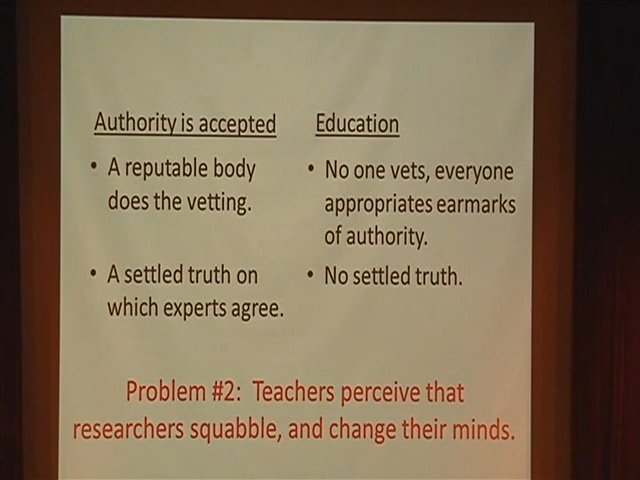 Authority is accepted
• A reputable body
does the vetting.
• A settled truth on
which experts agree.
Education
• No one vets, everyone
appropriates earmarks
of authority.
• No settled truth.
Problem #2:  Teachers perceive that
researchers squabble, and change their minds.